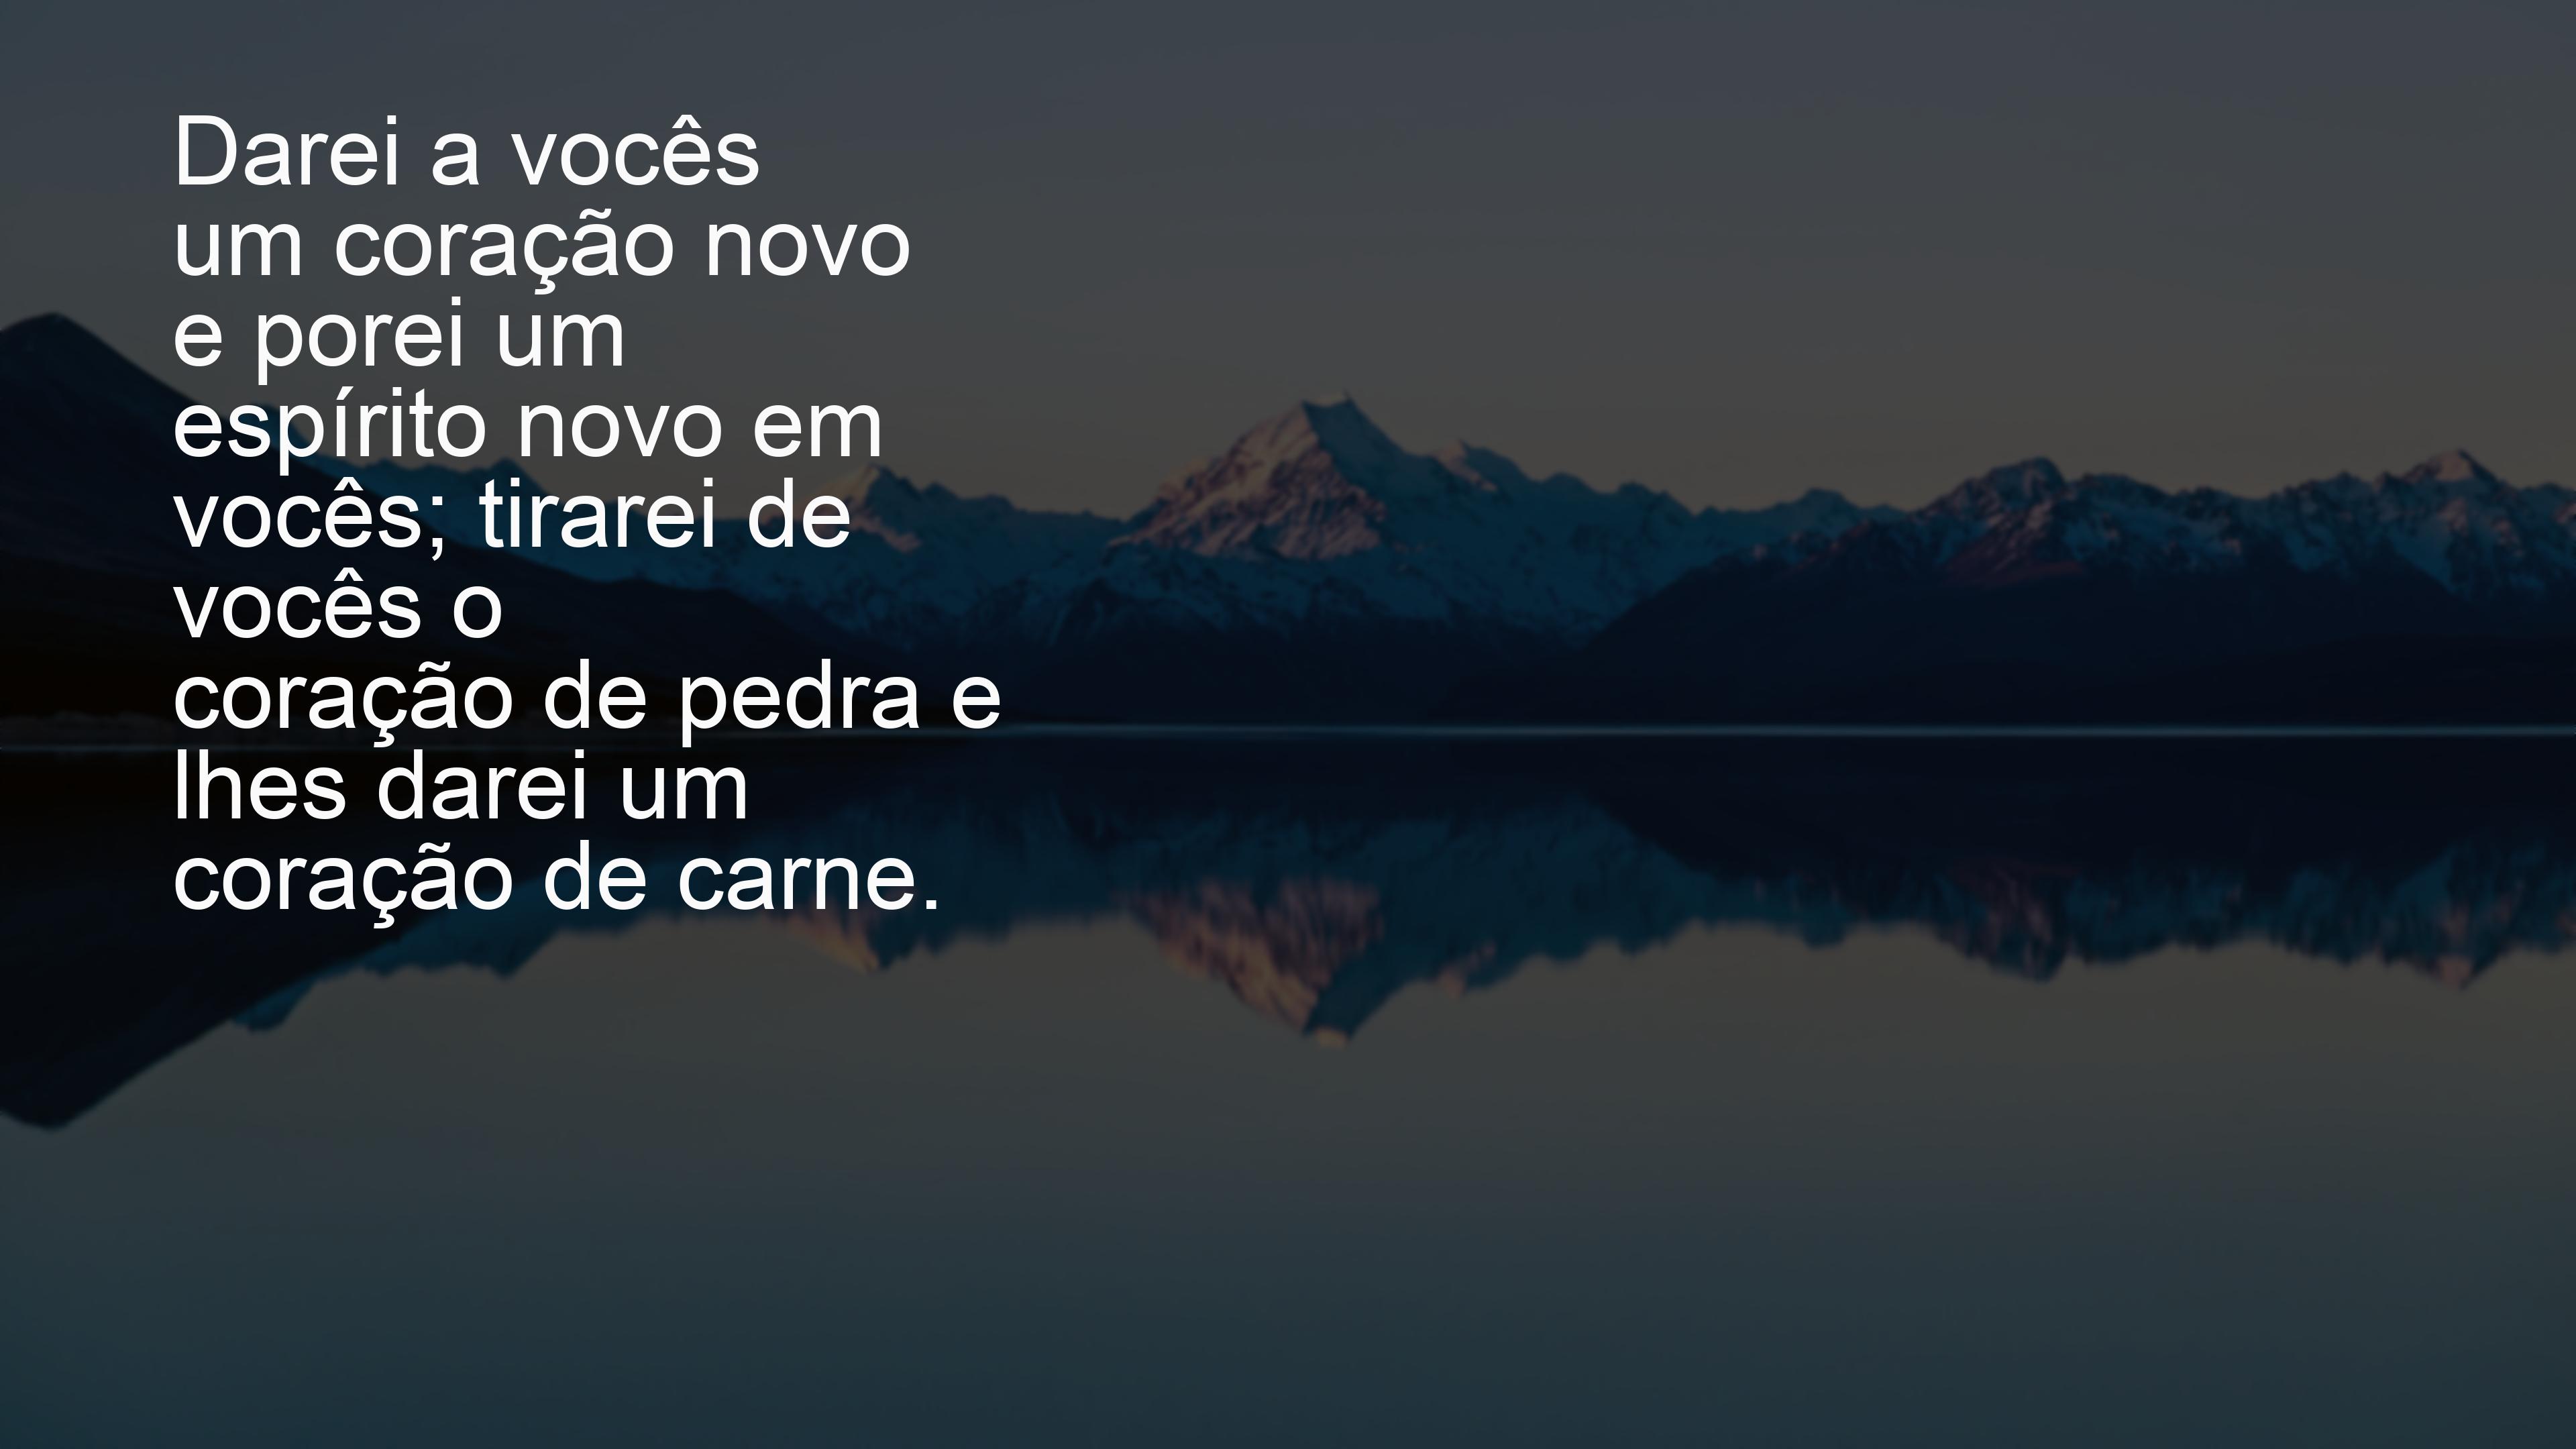 Darei a vocês
um coração novo
e porei um
espírito novo em
vocês; tirarei de
vocês o
coração de pedra e
lhes darei um
coração de carne.